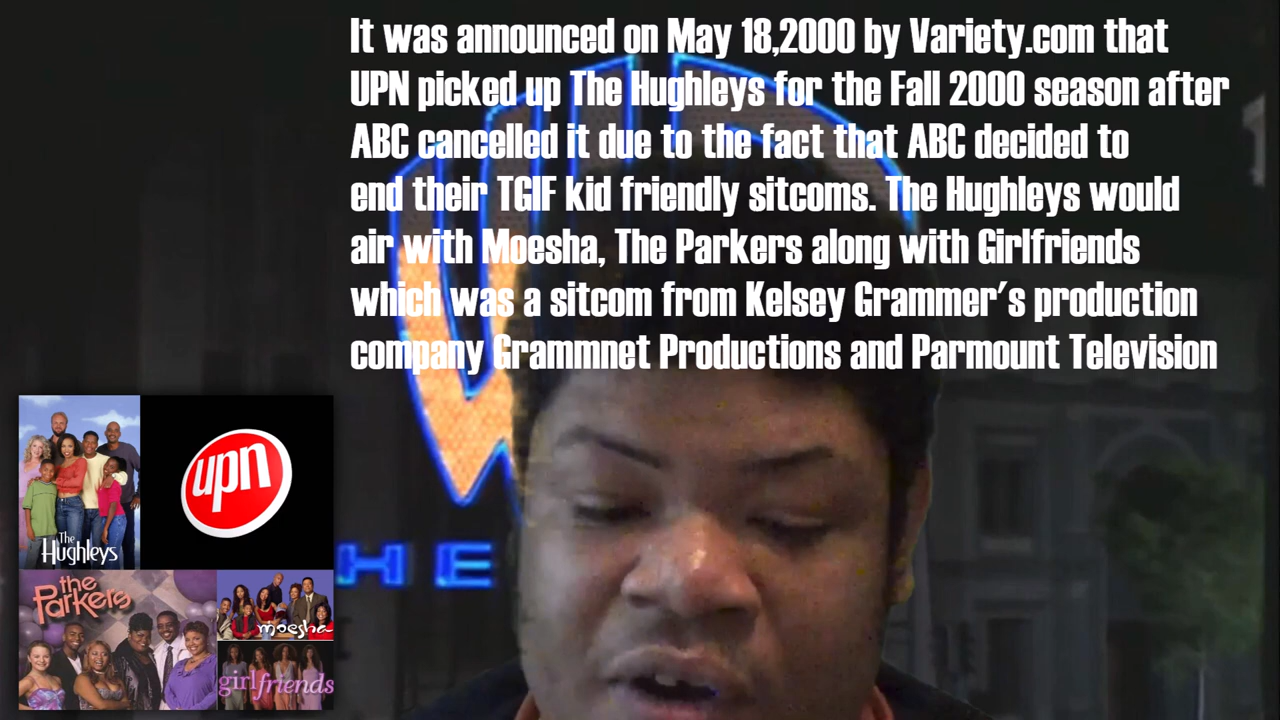 It was announced on May 18,2000 by Variety.com that
UPN picked up The Hughleys for the Fall 2000 season after
ABC cancelled it due to the fact that ABC decided to
end their TGIF kid friendly sitcoms. The Hughleys would
air with Moesha, The Parkers along with Girlfriends
which was a sitcom from Kelsey Grammer's production
company Grammnet Productions and Parmount Television
upn
The
Hughleys
HE
the
Parkers
moesha
girlfriends